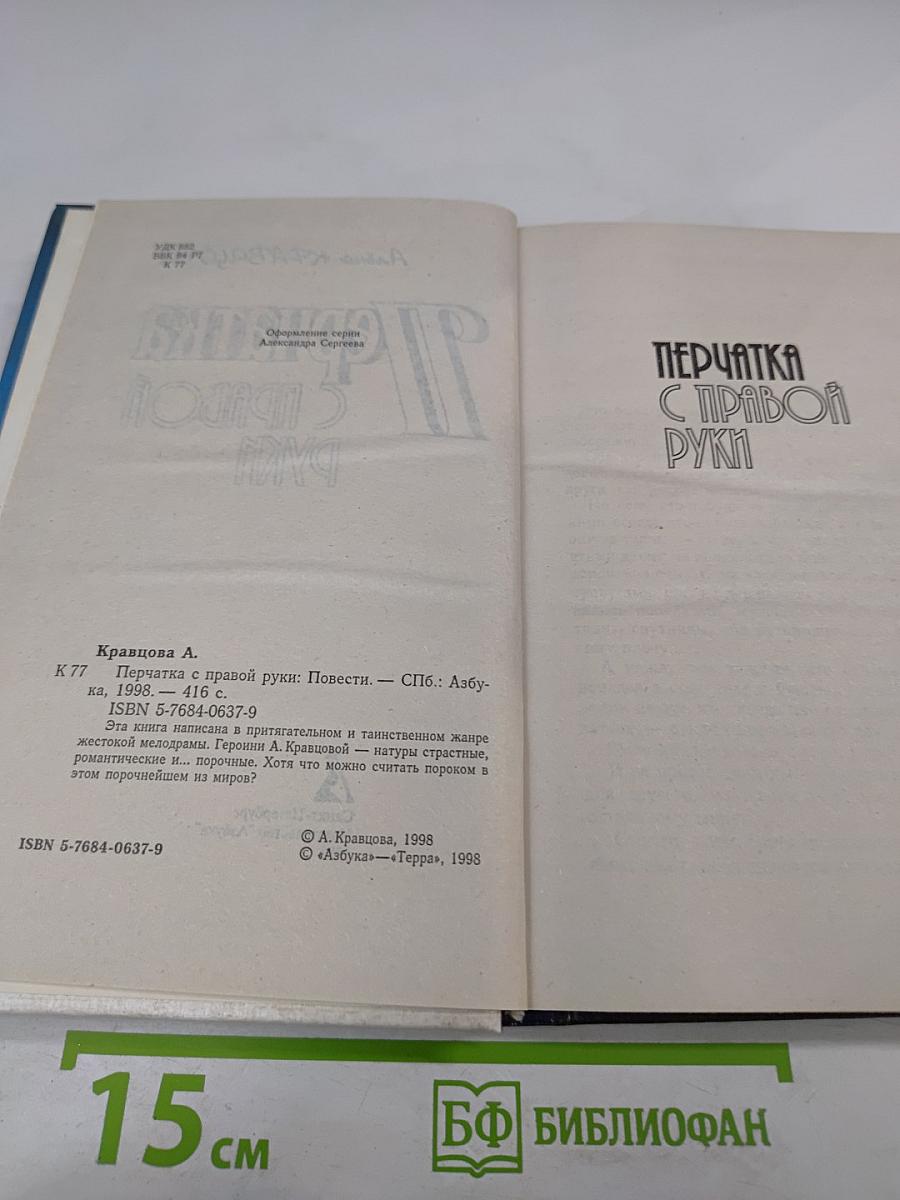 УДК 882
ББК 84 Р7
К 77
Оформление серии
Александра Сергеева
Кравцова А.
К 77 Перчатка с правой руки: Повести. — СПб.: Азбу-
ка, 1998. — 416 с.
ISBN 5-7684-0637-9
Эта книга написана в притягательном и таинственном жанре
жестокой мелодрамы. Героини А. Кравцовой — натуры страстные,
романтические и... порочные. Хотя что можно считать пороком в
этом порочнейшем из миров?
© А. Кравцова, 1998
ISBN 5-7684-0637-9
© «Азбука»—«Терра», 1998
ПЕРЧАТКА
С ПРАВОЙ
РУКИ
15 см
БФ БИБЛИОФАН